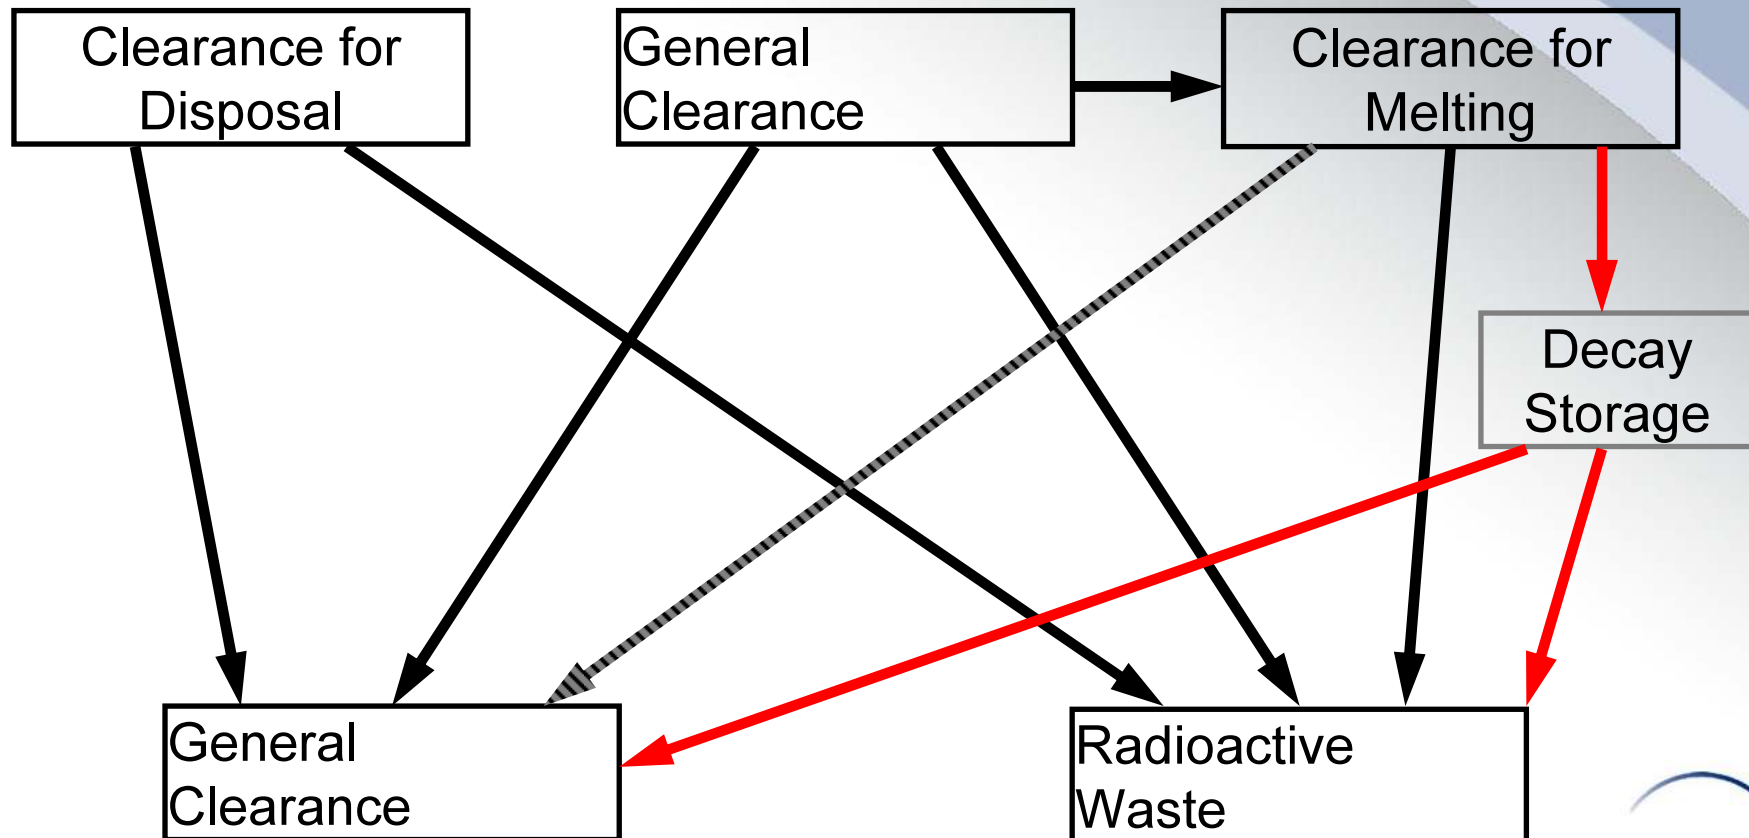 Clearance for
Disposal
General
Clearance
Clearance for
Melting
Decay
Storage
General
Clearance
Radioactive
Waste